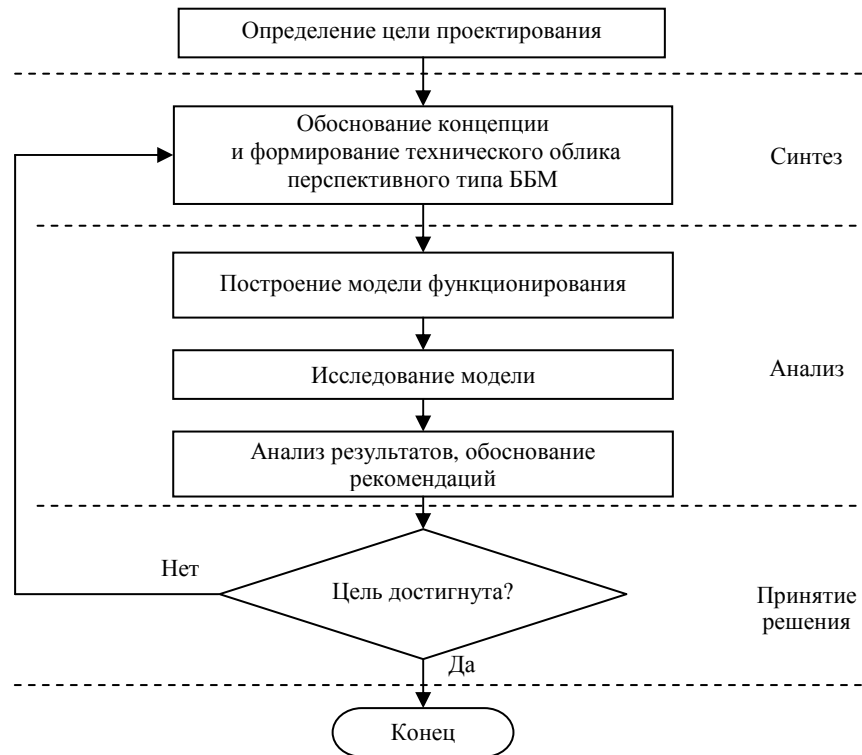 Определение цели проектирования
Обоснование концепции
и формирование технического облика
перспективного типа ББМ
Синтез
Построение модели функционирования
Исследование модели
Анализ
Анализ результатов, обоснование
рекомендаций
Нет
Цель достигнута?
Принятие
решения
Да
Конец